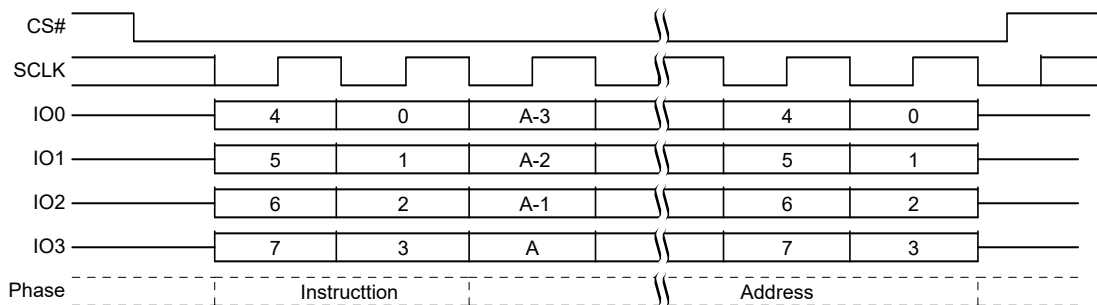 CS#
SCLK
IO0 4 0 A-3 4 0
IO1 5 1 A-2 5 1
IO2 6 2 A-1 6 2
IO3 7 3 A 7 3
Phase Instructtion Address